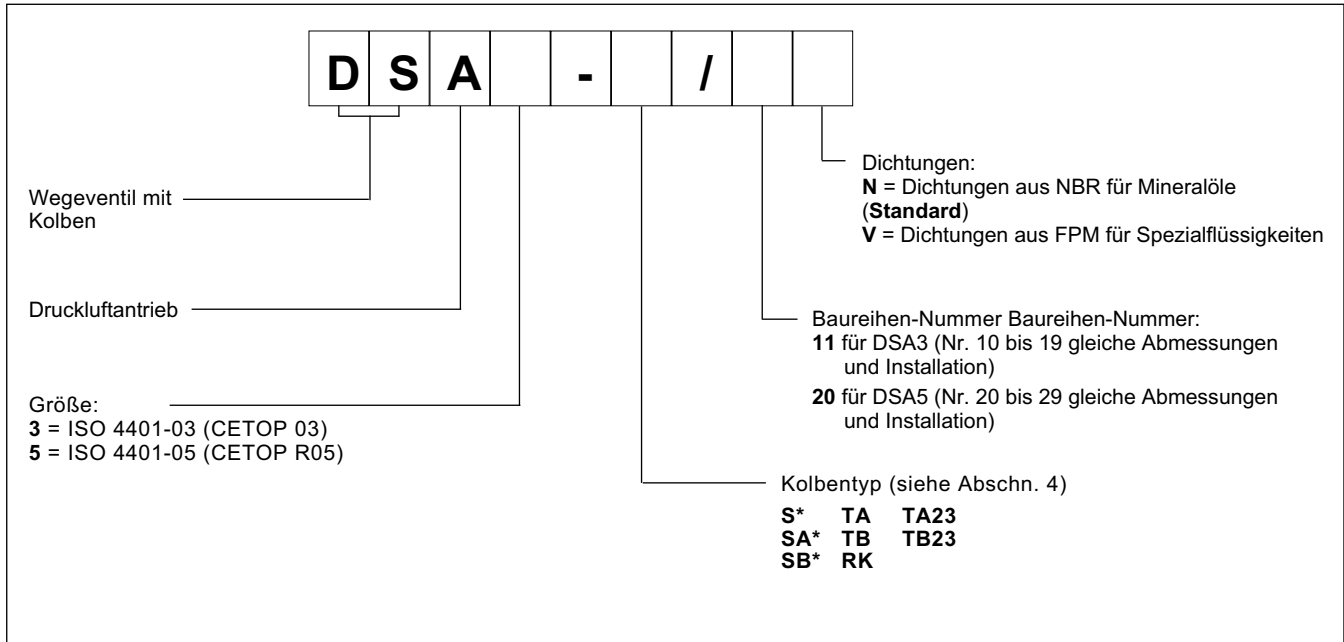 D S A - /
Dichtungen:
N = Dichtungen aus NBR für Mineralöle
(Standard)
V = Dichtungen aus FPM für Spezialflüssigkeiten
Wegeventil mit
Kolben
Druckluftantrieb
Baureihen-Nummer Baureihen-Nummer:
11 für DSA3 (Nr. 10 bis 19 gleiche Abmessungen
und Installation)
20 für DSA5 (Nr. 20 bis 29 gleiche Abmessungen
und Installation)
Größe:
3 = ISO 4401-03 (CETOP 03)
5 = ISO 4401-05 (CETOP R05)
Kolbentyp (siehe Abschn. 4)
S* TA TA23
SA* TB TB23
SB* RK